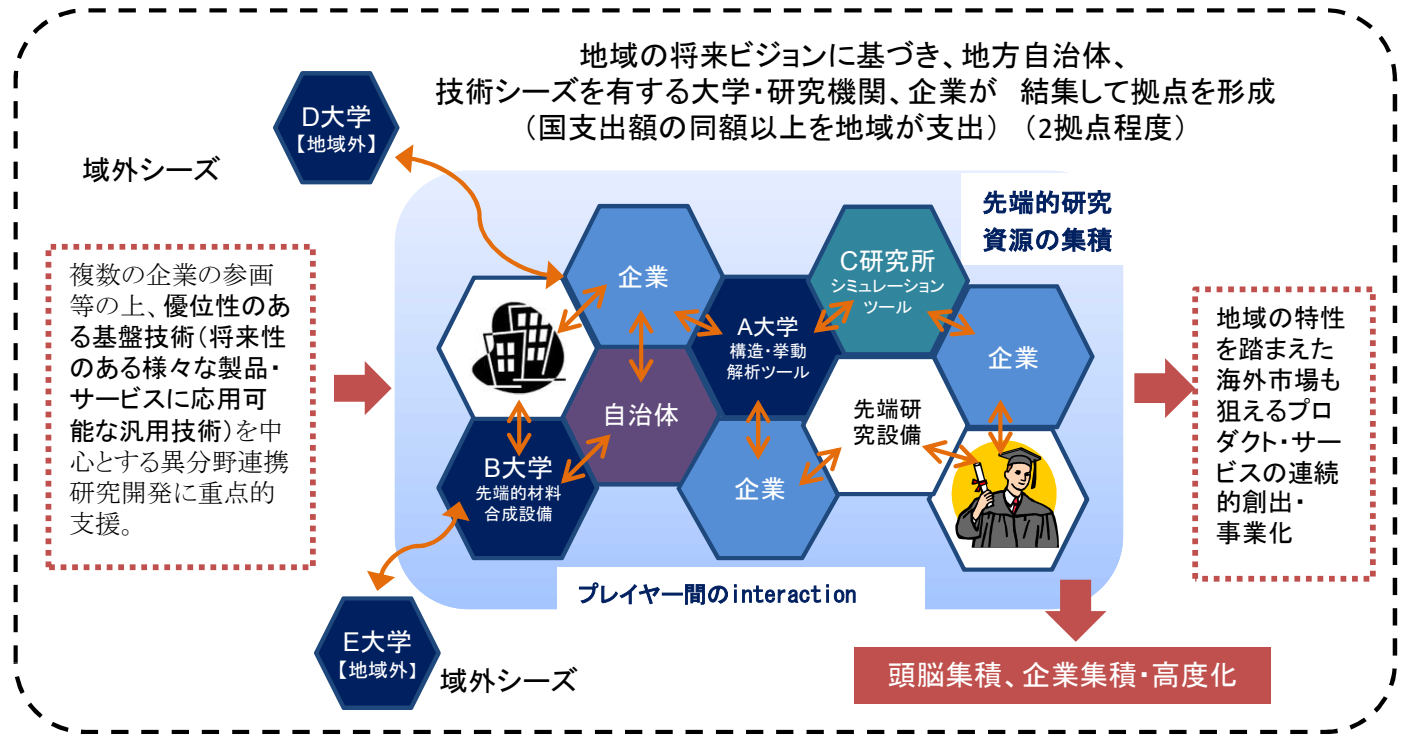 地域の将来ビジョンに基づき、地方自治体、
技術シーズを有する大学・研究機関、企業が　結集して拠点を形成
（国支出額の同額以上を地域が支出）（2拠点程度）
D大学
【地域外】
域外シーズ
先端的研究
資源の集積
複数の企業の参画
等の上、優位性のあ
る基盤技術（将来性
のある様々な製品・
サービスに応用可
能な汎用技術）を中
心とする異分野連携
研究開発に重点的
支援。
企業
C研究所
シミュレーション
ツール
A大学
構造・挙動
解析ツール
企業
自治体
先端研
究設備
B大学
先端的材料
合成設備
企業
地域の特性
を踏まえた
海外市場も
狙えるプロ
ダクト・サー
ビスの連続
的創出・
事業化
プレイヤー間のinteraction
E大学
【地域外】
域外シーズ
頭脳集積、企業集積・高度化